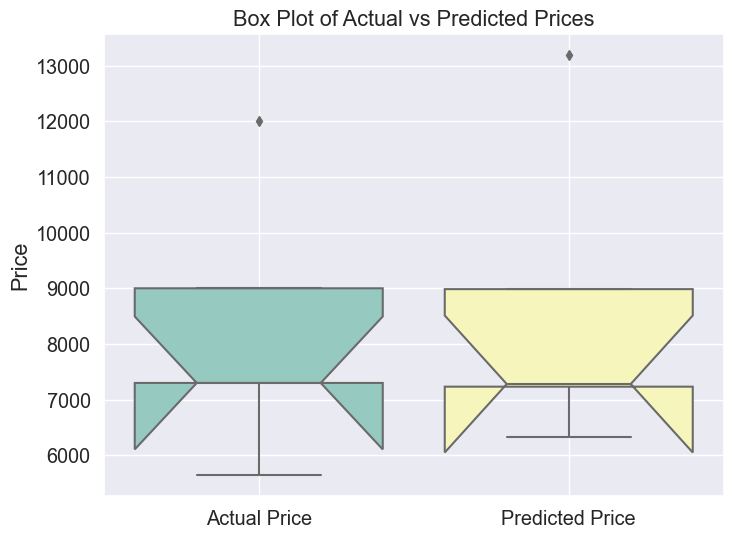 Box Plot of Actual vs Predicted Prices
13000
12000
11000
10000
9000
8000
7000
6000
Price
Actual Price
Predicted Price